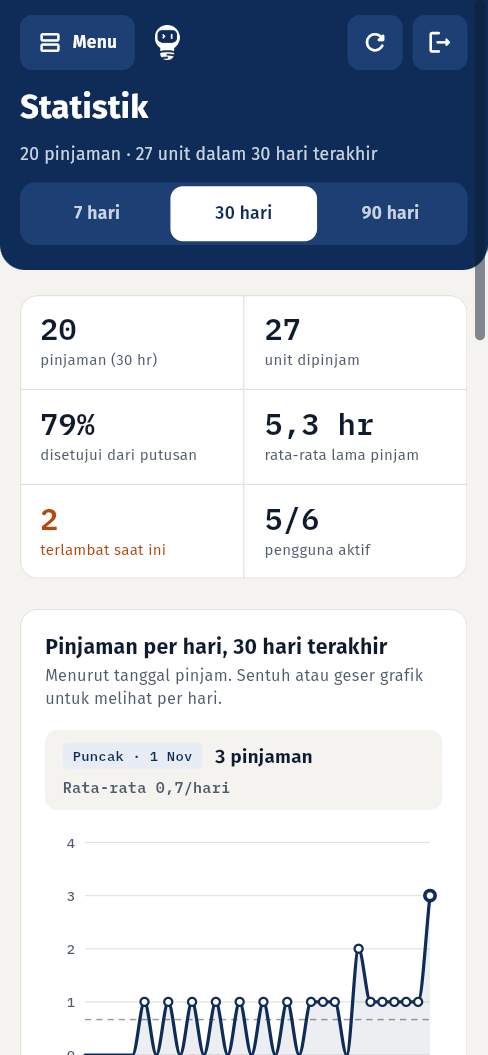 Menu
Statistik
20 pinjaman · 27 unit dalam 30 hari terakhir
7 hari
30 hari
90 hari
20
pinjaman (30 hr)
27
unit dipinjam
79%
disetujui dari putusan
5,3 hr
rata-rata lama pinjam
2
terlambat saat ini
5/6
pengguna aktif
Pinjaman per hari, 30 hari terakhir
Menurut tanggal pinjam. Sentuh atau geser grafik
untuk melihat per hari.
Puncak · 1 Nov
3 pinjaman
Rata-rata 0,7/hari
4
3
2
1
0